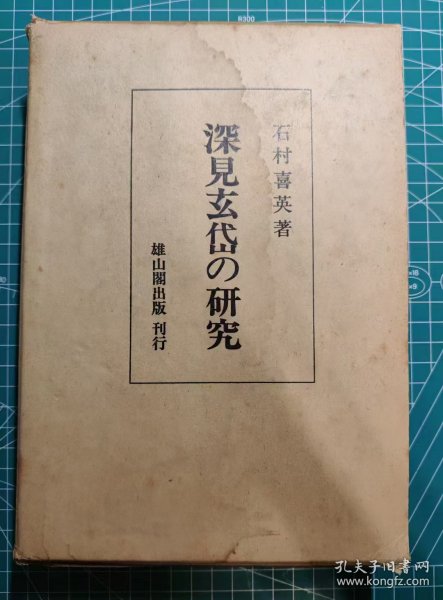 石村喜英著
深見玄岱の研究
雄山閣出版 刊行
B300
孔夫子旧书网
www.kongfz.com